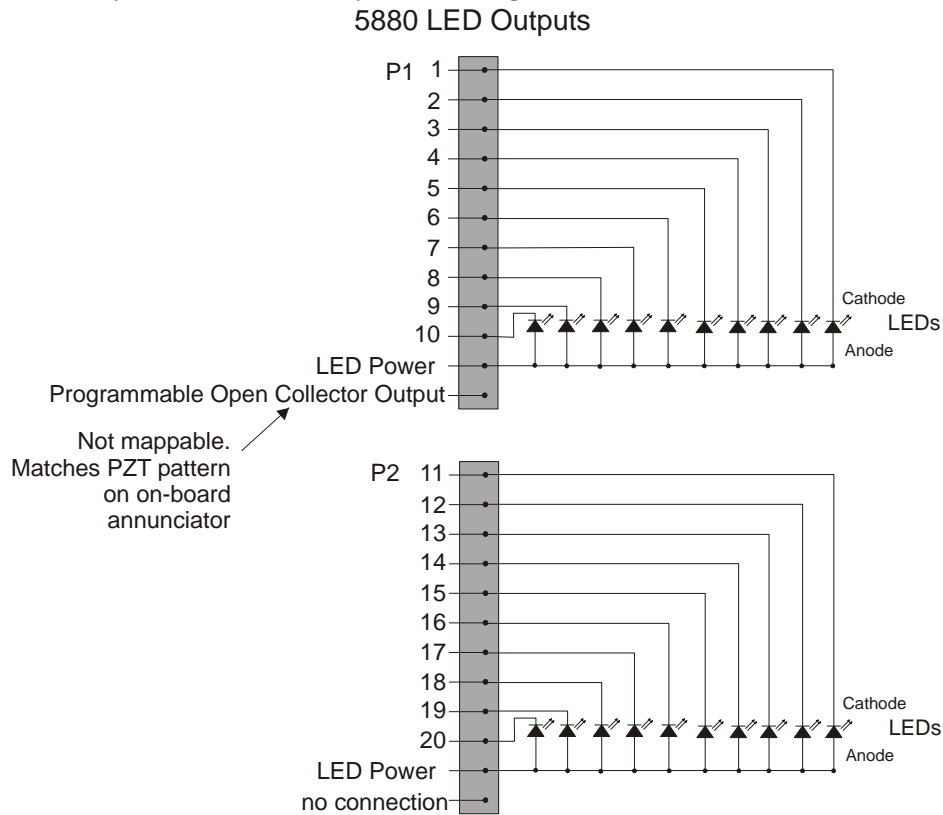 5880 LED Outputs
P1 1
2
3
4
5
6
7
8
9
10
Cathode
LEDs
Anode
LED Power
Programmable Open Collector Output
Not mappable.
Matches PZT pattern
on on-board
annunciator
P2 11
12
13
14
15
16
17
18
19
20
Cathode
LEDs
Anode
LED Power
no connection